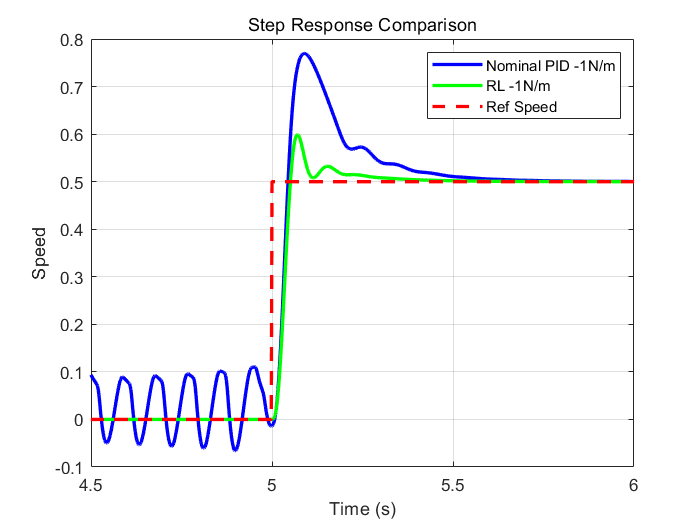 Step Response Comparison
0.8
0.7
0.6
0.5
0.4
0.3
0.2
0.1
0
-0.1
Speed
Nominal PID -1N/m
RL -1N/m
Ref Speed
4.5 5 5.5 6
Time (s)